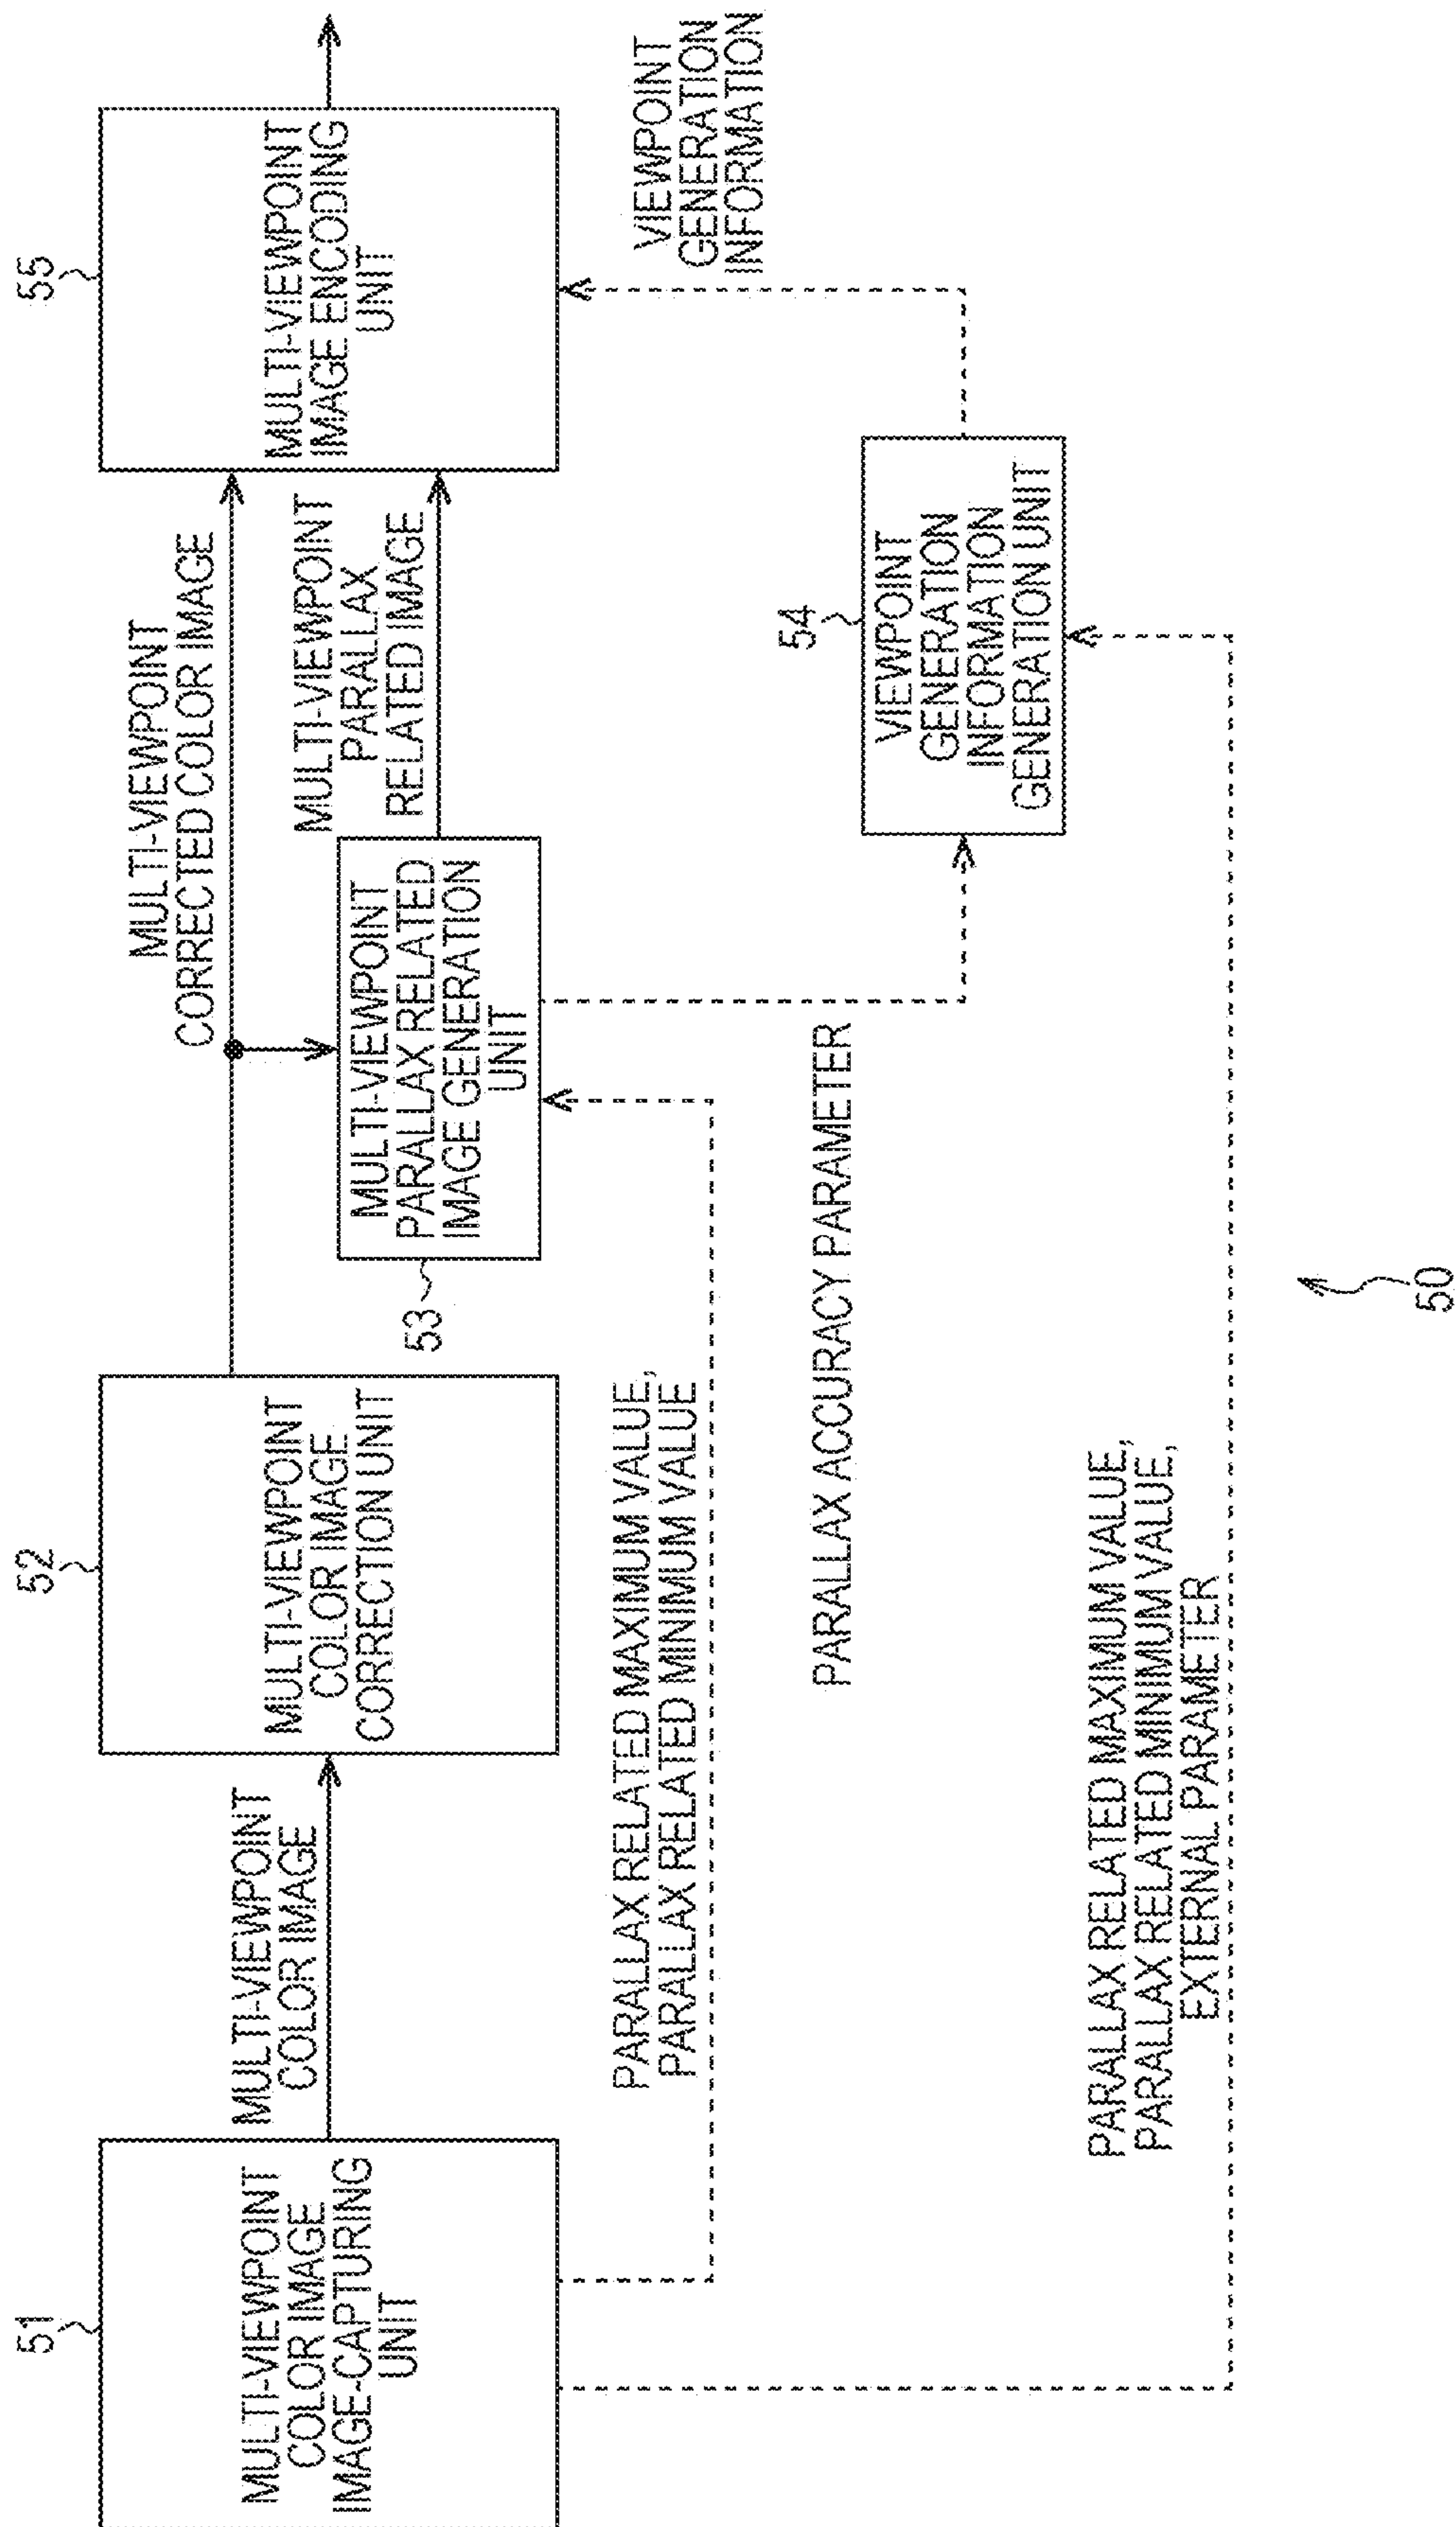 51
MULTI-VIEWPOINT
COLOR IMAGE
IMAGE-CAPTURING
UNIT
MULTI-VIEWPOINT
COLOR IMAGE
52
MULTI-VIEWPOINT
COLOR IMAGE
CORRECTION UNIT
MULTI-VIEWPOINT
CORRECTED COLOR IMAGE
53
MULTI-VIEWPOINT
PARALLAX RELATED
IMAGE GENERATION
UNIT
MULTI-VIEWPOINT
PARALLAX
RELATED IMAGE
55
MULTI-VIEWPOINT
IMAGE ENCODING
UNIT
PARALLAX RELATED MAXIMUM VALUE,
PARALLAX RELATED MINIMUM VALUE
PARALLAX ACCURACY PARAMETER
54
VIEWPOINT
GENERATION
INFORMATION
GENERATION UNIT
VIEWPOINT
GENERATION
INFORMATION
PARALLAX RELATED MAXIMUM VALUE,
PARALLAX RELATED MINIMUM VALUE,
EXTERNAL PARAMETER
50